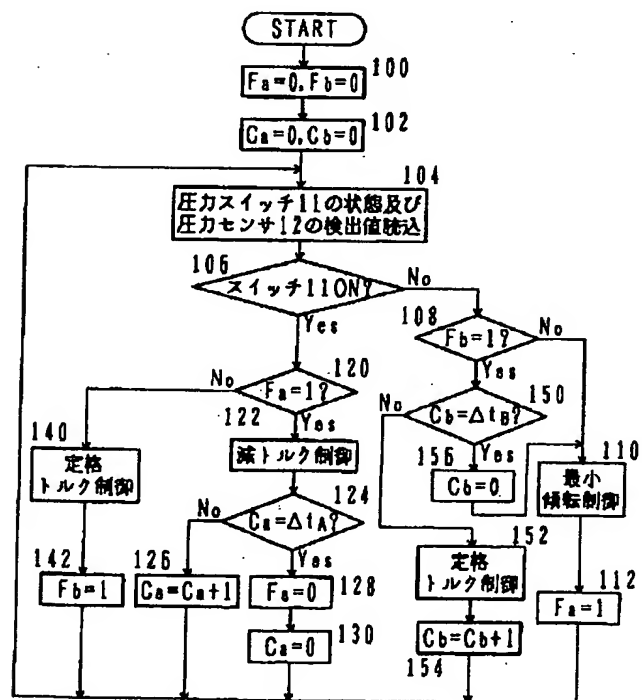 START
100
Fa=0,Fb=0
102
Ca=0,Cb=0
104
圧力スイッチ11の状態及び
圧力センサ12の検出値読込
106
スイッチ11ON?
No
Yes
108
Fb=1?
No
Yes
120
Fa=1?
No
Yes
150
Cb=ΔtB?
No
Yes
122
減トルク制御
140
定格
トルク制御
156
Cb=0
110
最小
傾転制御
124
Ca=ΔtA?
No
Yes
152
定格
トルク制御
142
Fb=1
126
Ca=Ca+1
128
Fa=0
112
Fa=1
130
Ca=0
Cb=Cb+1
154